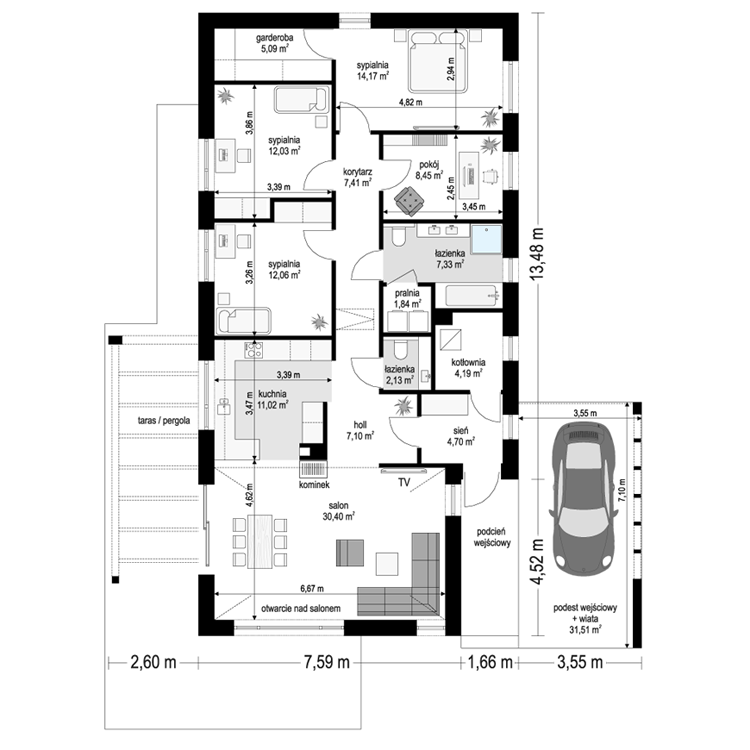 garderoba
5,09 m²
sypialnia
14,17 m²
2,94 m
4,82 m
3,86 m
sypialnia
12,03 m²
3,39 m
korytarz
7,41 m²
pokój
8,45 m²
2,45 m
3,45 m
sypialnia
12,06 m²
3,26 m
łazienka
7,33 m²
pralnia
1,84 m²
13,48 m
3,39 m
kuchnia
11,02 m²
3,47 m
łazienka
2,13 m²
kotłownia
4,19 m²
taras / pergola
holl
7,10 m²
sień
4,70 m²
3,55 m
7,10 m
kominek
TV
4,62 m
salon
30,40 m²
podcień
wejściowy
4,52 m
6,67 m
otwarcie nad salonem
podest wejściowy
+ wiata
31,51 m²
2,60 m
7,59 m
1,66 m
3,55 m